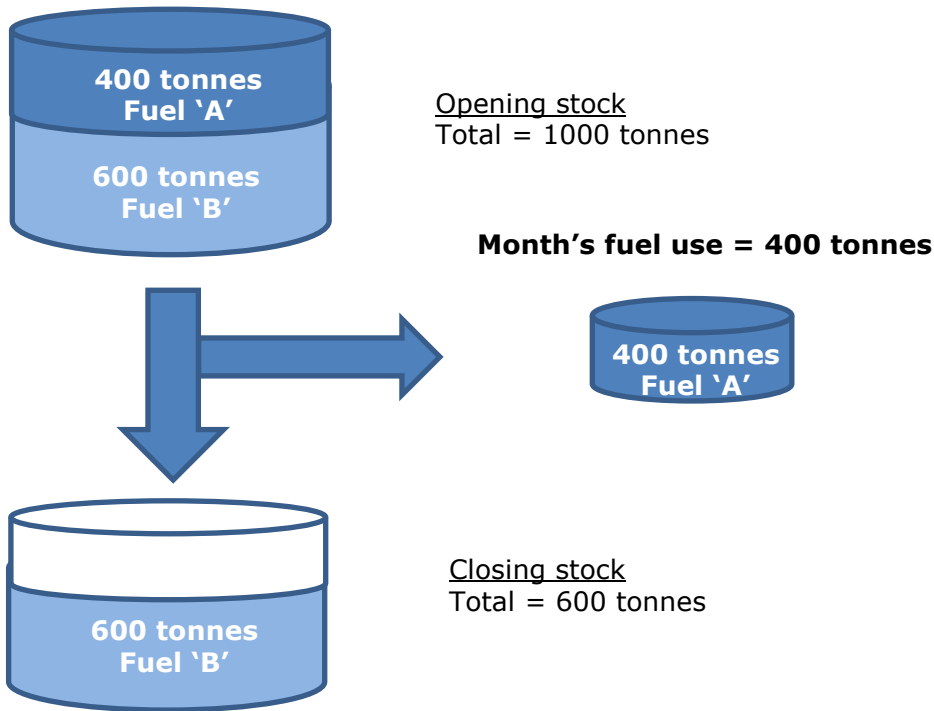 400 tonnes
Fuel ‘A’
600 tonnes
Fuel ‘B’
Opening stock
Total = 1000 tonnes
Month’s fuel use = 400 tonnes
400 tonnes
Fuel ‘A’
600 tonnes
Fuel ‘B’
Closing stock
Total = 600 tonnes